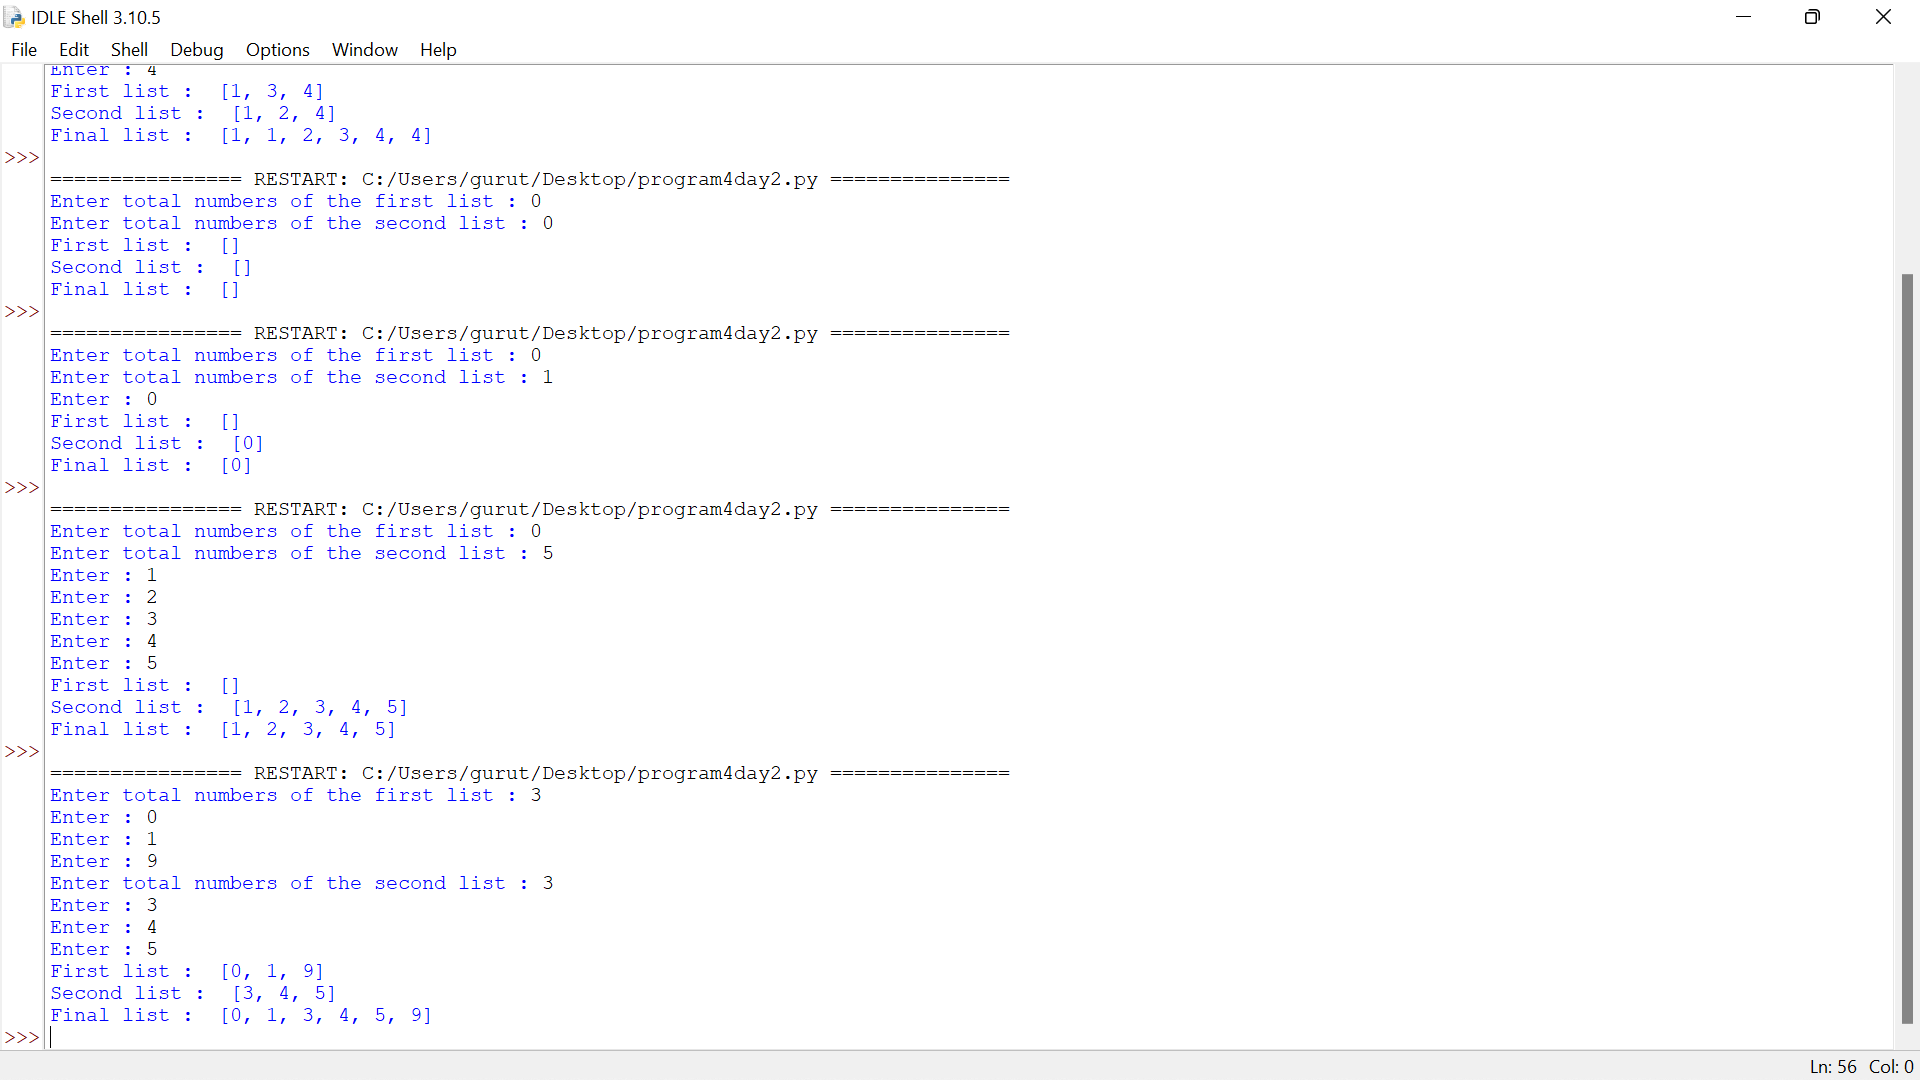 IDLE Shell 3.10.5
File Edit Shell Debug Options Window Help
Enter : 4
First list :  [1, 3, 4]
Second list :  [1, 2, 4]
Final list :  [1, 1, 2, 3, 4, 4]
>>>
================ RESTART: C:/Users/gurut/Desktop/program4day2.py ===============
Enter total numbers of the first list : 0
Enter total numbers of the second list : 0
First list :  []
Second list :  []
Final list :  []
>>>
================ RESTART: C:/Users/gurut/Desktop/program4day2.py ===============
Enter total numbers of the first list : 0
Enter total numbers of the second list : 1
Enter : 0
First list :  []
Second list :  [0]
Final list :  [0]
>>>
================ RESTART: C:/Users/gurut/Desktop/program4day2.py ===============
Enter total numbers of the first list : 0
Enter total numbers of the second list : 5
Enter : 1
Enter : 2
Enter : 3
Enter : 4
Enter : 5
First list :  []
Second list :  [1, 2, 3, 4, 5]
Final list :  [1, 2, 3, 4, 5]
>>>
================ RESTART: C:/Users/gurut/Desktop/program4day2.py ===============
Enter total numbers of the first list : 3
Enter : 0
Enter : 1
Enter : 9
Enter total numbers of the second list : 3
Enter : 3
Enter : 4
Enter : 5
First list :  [0, 1, 9]
Second list :  [3, 4, 5]
Final list :  [0, 1, 3, 4, 5, 9]
>>>
Ln: 56 Col: 0